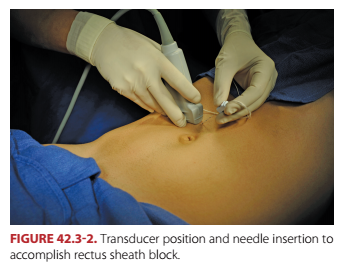 FIGURE 42.3-2. Transducer position and needle insertion to
accomplish rectus sheath block.